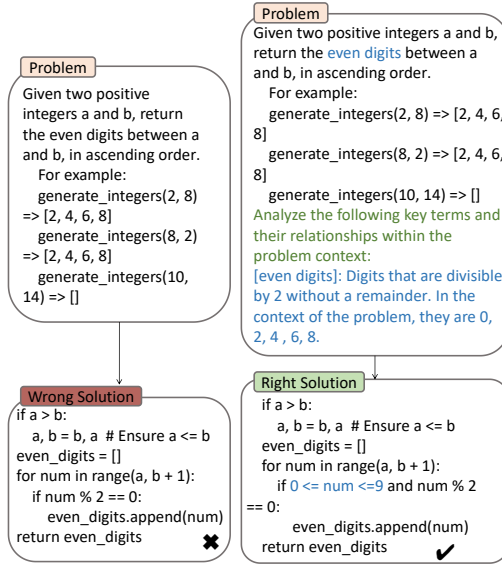 Problem
Given two positive
integers a and b, return
the even digits between a
and b, in ascending order.
For example:
generate_integers(2, 8)
=> [2, 4, 6, 8]
generate_integers(8, 2)
=> [2, 4, 6, 8]
generate_integers(10,
14) => []
Wrong Solution
if a > b:
a, b = b, a  # Ensure a <= b
even_digits = []
for num in range(a, b + 1):
if num % 2 == 0:
even_digits.append(num)
return even_digits
Problem
Given two positive integers a and b,
return the even digits between a
and b, in ascending order.
For example:
generate_integers(2, 8) => [2, 4, 6,
8]
generate_integers(8, 2) => [2, 4, 6,
8]
generate_integers(10, 14) => []
Analyze the following key terms and
their relationships within the
problem context:
[even digits]: Digits that are divisible
by 2 without a remainder. In the
context of the problem, they are 0,
2, 4 , 6, 8.
Right Solution
if a > b:
a, b = b, a  # Ensure a <= b
even_digits = []
for num in range(a, b + 1):
if 0 <= num <=9 and num % 2
== 0:
even_digits.append(num)
return even_digits